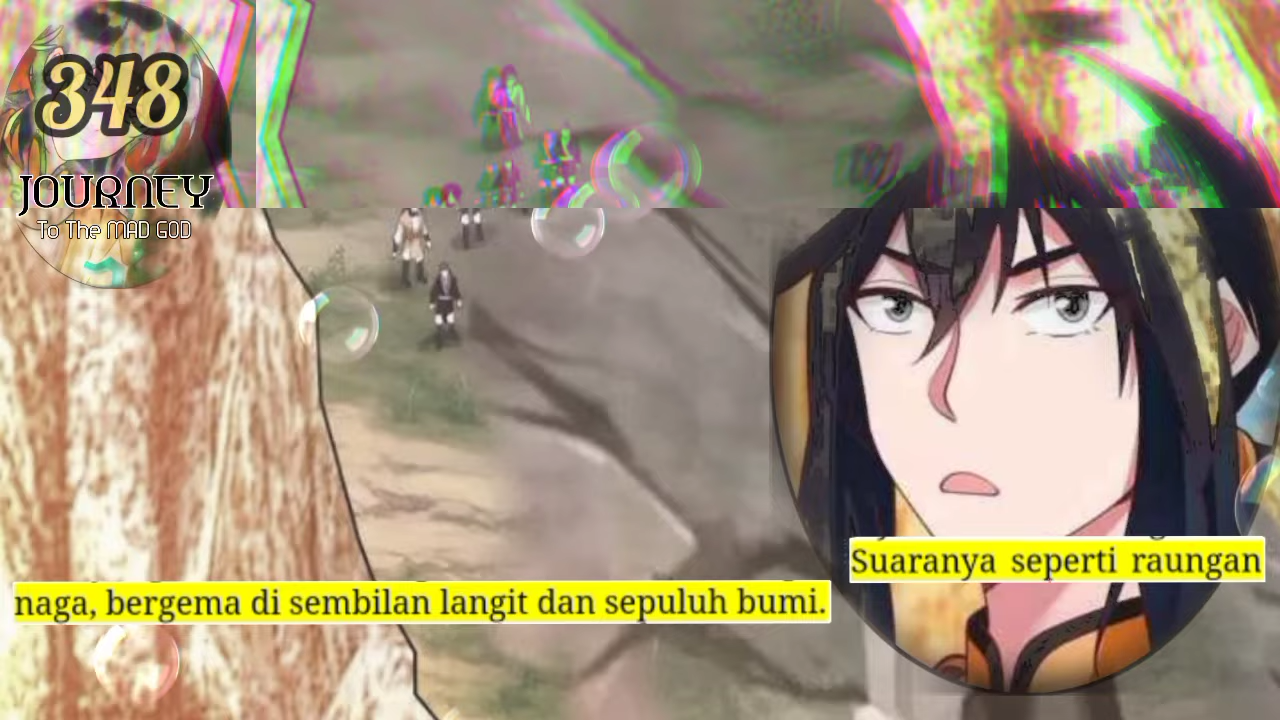 348
JOURNEY
To The MAD GOD
Suaranya seperti raungan
naga, bergema di sembilan langit dan sepuluh bumi.